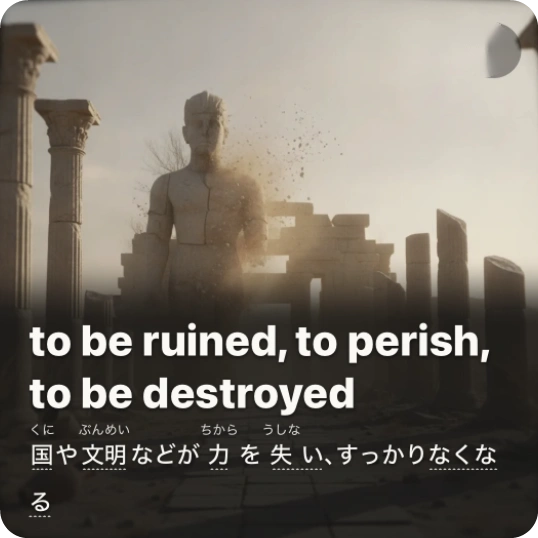 to be ruined, to perish,
to be destroyed
くに ぶんめい ちから うしな
国や文明などが力を失い、すっかりなくな
る